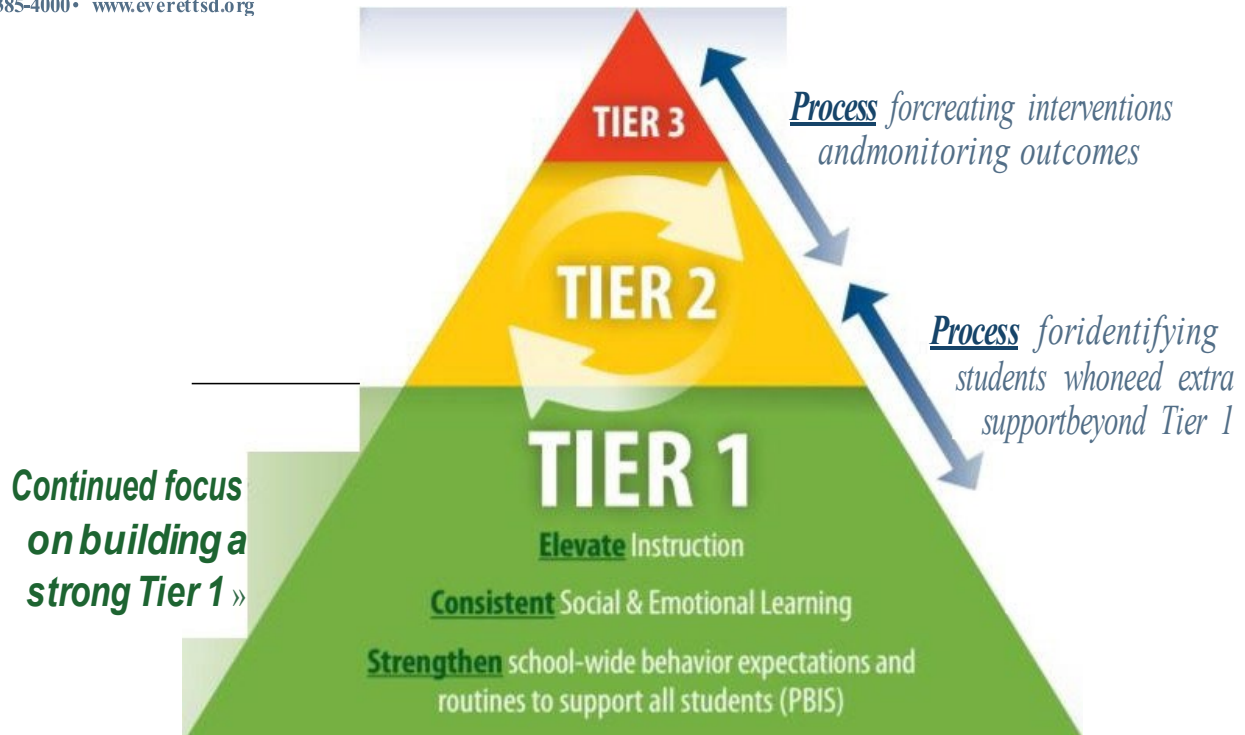 385-4000• www.everettsd.org
TIER 3
Process forcreating interventions
andmonitoring outcomes
TIER 2
Process foridentifying
students whoneed extra
supportbeyond Tier 1
TIER 1
Continued focus
on building a
strong Tier 1 »
Elevate Instruction
Consistent Social & Emotional Learning
Strengthen school-wide behavior expectations and
routines to support all students (PBIS)